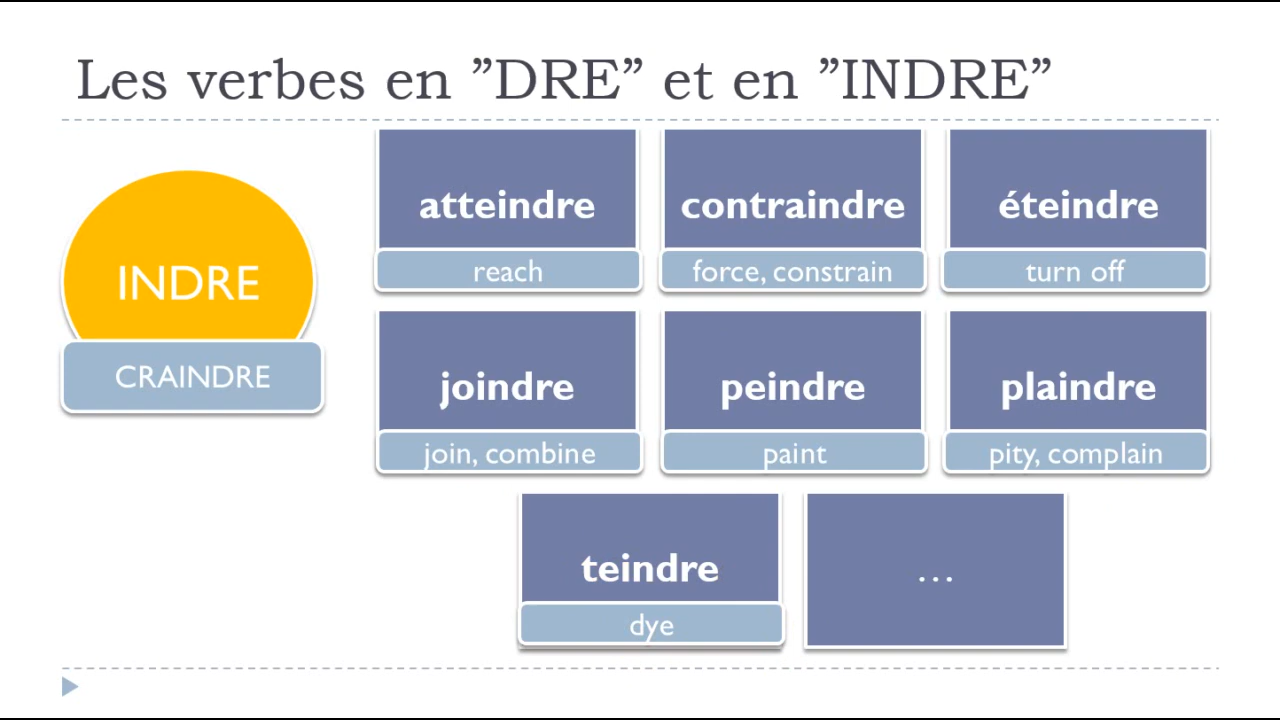 Les verbes en ”DRE” et en ”INDRE”
INDRE
CRAINDRE
atteindre
reach
contraindre
force, constrain
éteindre
turn off
joindre
join, combine
peindre
paint
plaindre
pity, complain
teindre
dye
…